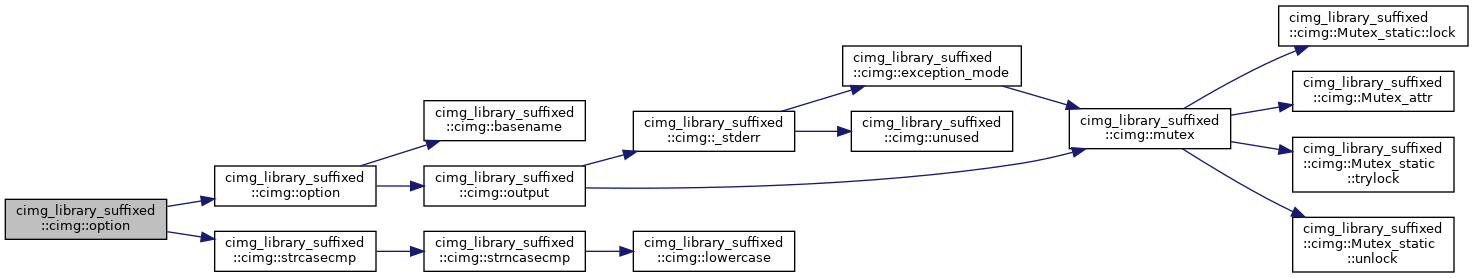 cimg_library_suffixed
::cimg::option
cimg_library_suffixed
::cimg::option
cimg_library_suffixed
::cimg::strcasecmp
cimg_library_suffixed
::cimg::basename
cimg_library_suffixed
::cimg::output
cimg_library_suffixed
::cimg::strncasecmp
cimg_library_suffixed
::cimg::_stderr
cimg_library_suffixed
::cimg::lowercase
cimg_library_suffixed
::cimg::exception_mode
cimg_library_suffixed
::cimg::unused
cimg_library_suffixed
::cimg::mutex
cimg_library_suffixed
::cimg::Mutex_static::lock
cimg_library_suffixed
::cimg::Mutex_attr
cimg_library_suffixed
::cimg::Mutex_static
::trylock
cimg_library_suffixed
::cimg::Mutex_static
::unlock